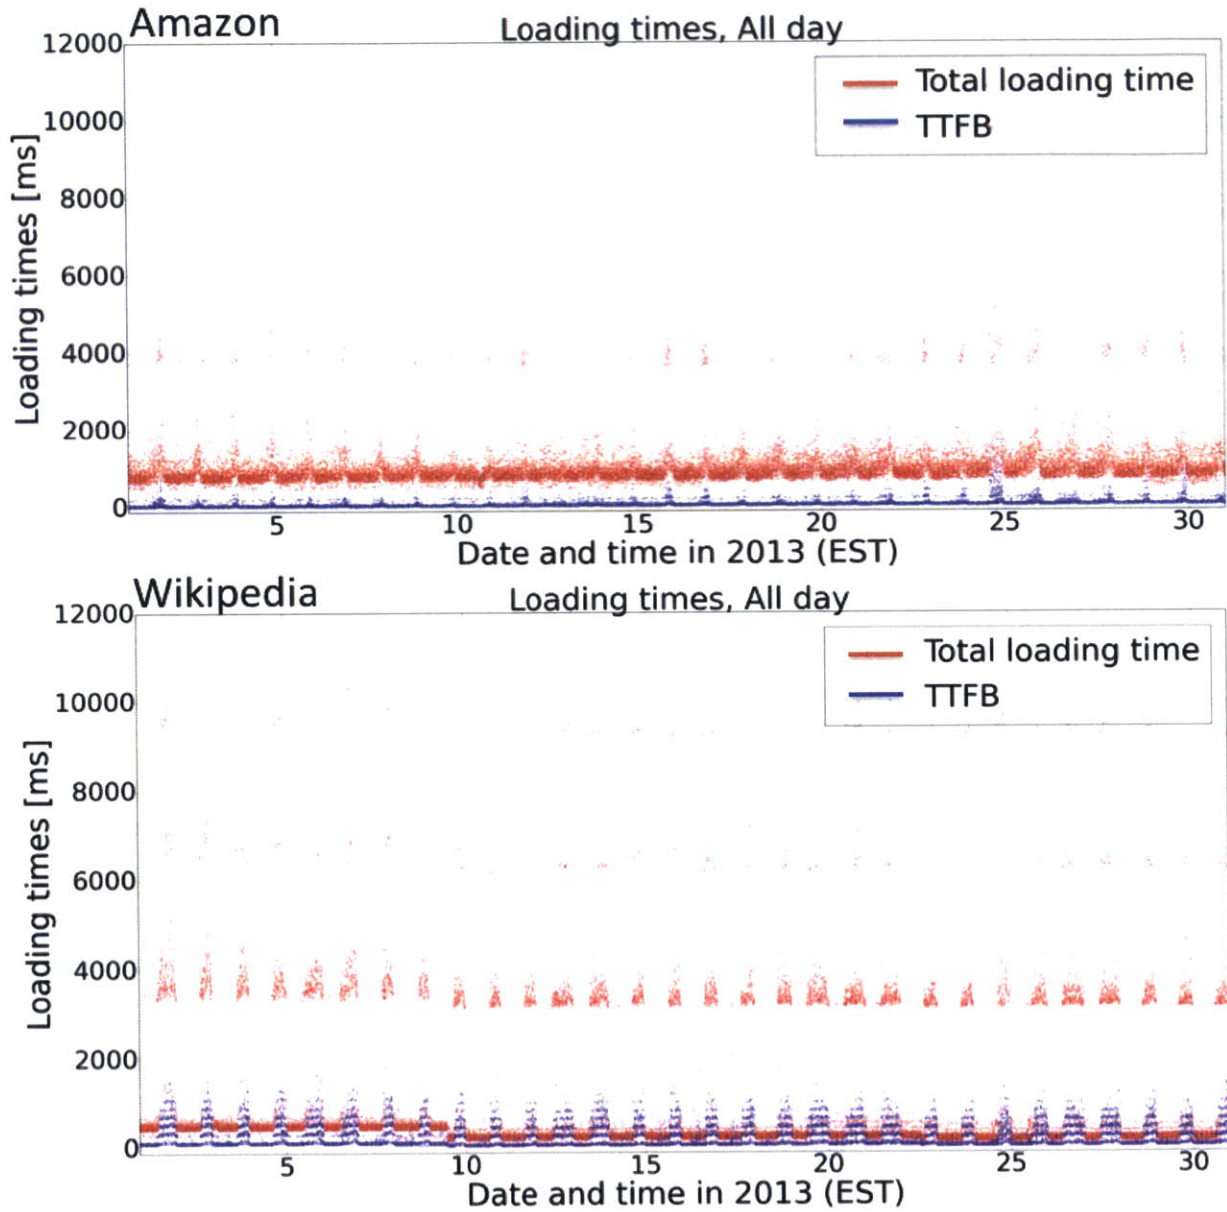 Amazon
Loading times, All day
12000
10000
8000
6000
4000
2000
0
Loading times [ms]
Total loading time
TTFB
5
10
15
20
25
30
Date and time in 2013 (EST)
Wikipedia
Loading times, All day
12000
10000
8000
6000
4000
2000
0
Loading times [ms]
Total loading time
TTFB
5
10
15
20
25
30
Date and time in 2013 (EST)